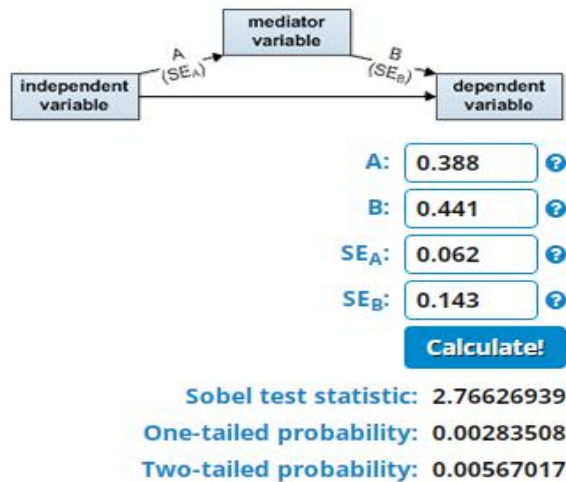 mediator
variable
A
(SEA)
B
(SEB)
independent
variable
dependent
variable
A: 0.388 ?
B: 0.441 ?
SEA: 0.062 ?
SEB: 0.143 ?
Calculate!
Sobel test statistic: 2.76626939
One-tailed probability: 0.00283508
Two-tailed probability: 0.00567017